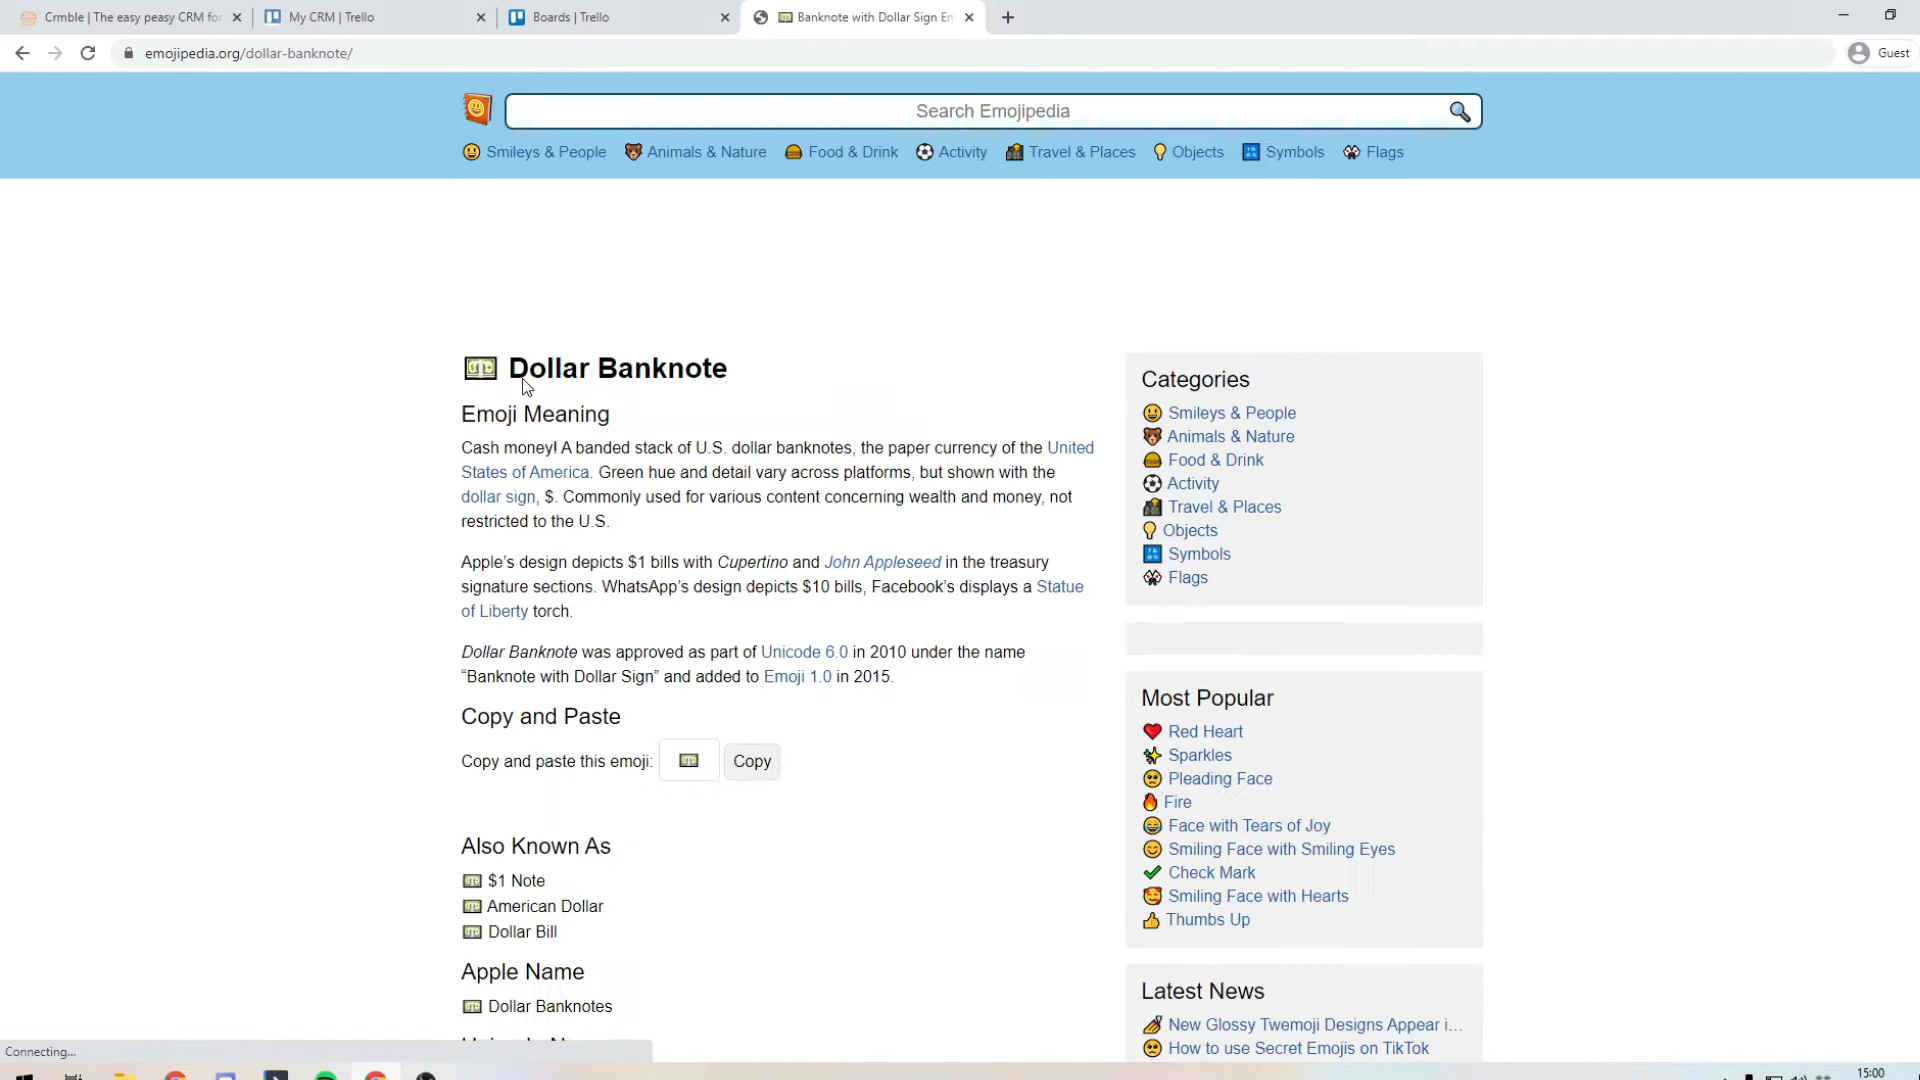 Crmble | The easy peasy CRM for
My CRM | Trello
Boards | Trello
Banknote with Dollar Sign Em
emojipedia.org/dollar-banknote/
Guest
Search Emojipedia
Smileys & People
Animals & Nature
Food & Drink
Activity
Travel & Places
Objects
Symbols
Flags
Dollar Banknote
Emoji Meaning
Cash money! A banded stack of U.S. dollar banknotes, the paper currency of the United
States of America. Green hue and detail vary across platforms, but shown with the
dollar sign, $. Commonly used for various content concerning wealth and money, not
restricted to the U.S.
Apple's design depicts $1 bills with Cupertino and John Appleseed in the treasury
signature sections. WhatsApp's design depicts $10 bills, Facebook's displays a Statue
of Liberty torch.
Dollar Banknote was approved as part of Unicode 6.0 in 2010 under the name
“Banknote with Dollar Sign” and added to Emoji 1.0 in 2015.
Copy and Paste
Copy and paste this emoji:
Copy
Also Known As
$1 Note
American Dollar
Dollar Bill
Apple Name
Dollar Banknotes
Categories
Smileys & People
Animals & Nature
Food & Drink
Activity
Travel & Places
Objects
Symbols
Flags
Most Popular
Red Heart
Sparkles
Pleading Face
Fire
Face with Tears of Joy
Smiling Face with Smiling Eyes
Check Mark
Smiling Face with Hearts
Thumbs Up
Latest News
New Glossy Twemoji Designs Appear i...
How to use Secret Emojis on TikTok
Connecting...
15:00